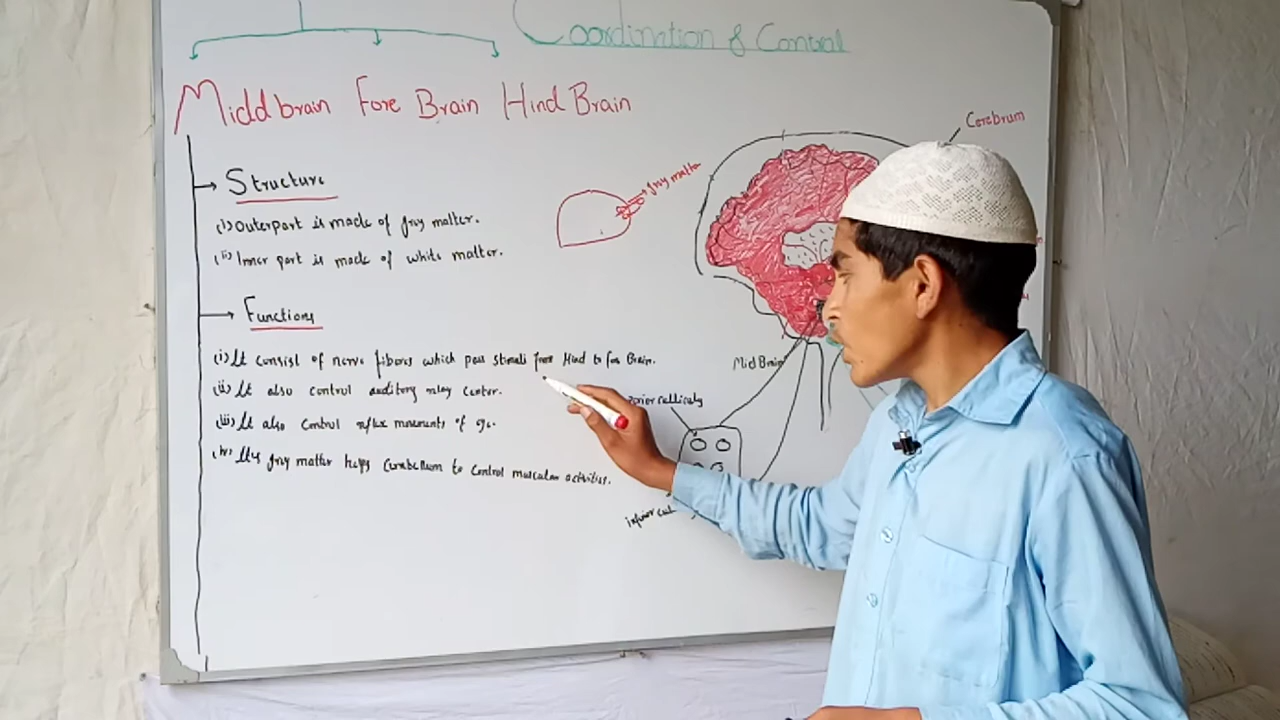 Coordination & Control
Midd brain Fore Brain Hind Brain
Structure
(i) Outerpart is made of gray matter.
(ii) Inner part is made of white matter.
Functions
(i) It consist of nerve fibers which pass stimuli from Hind to fore Brain.
(ii) It also control auditory relay center.
(iii) It also control reflex movements of eye.
(iv) Its gray matter helps Cerebellum to control muscular activities.
gray matter
Cerebrum
Mid Brain